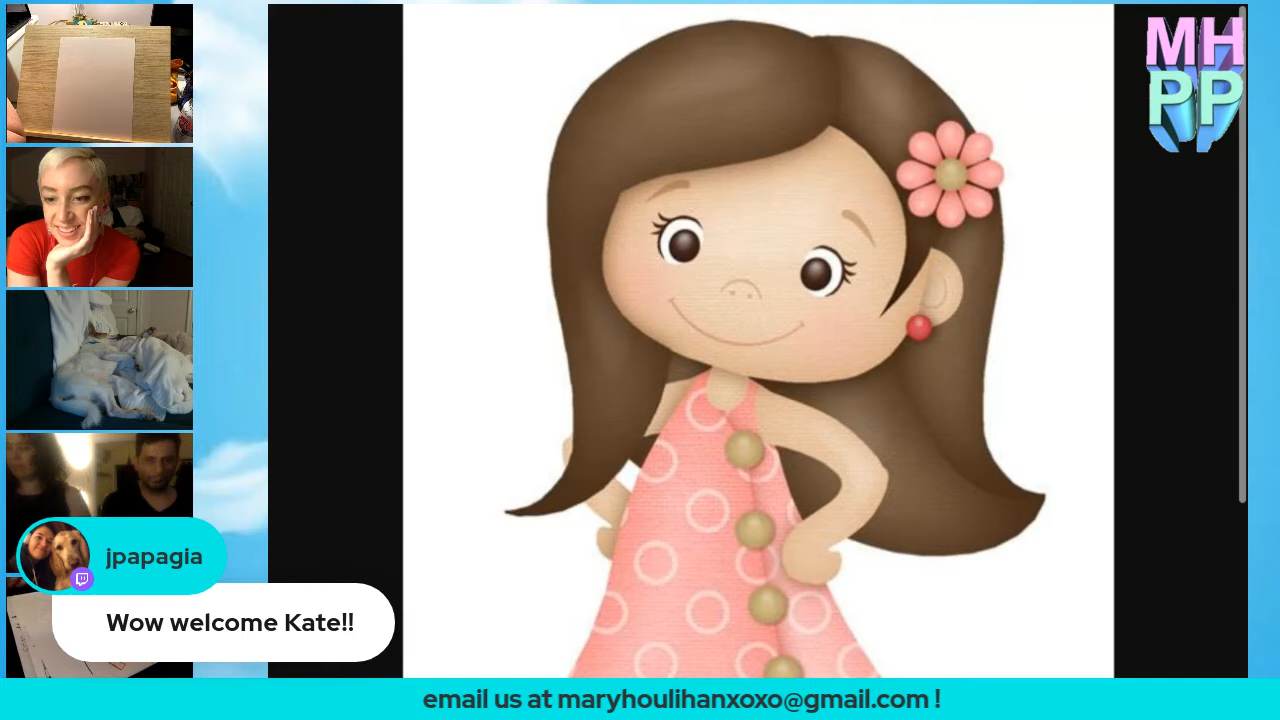 MH
PP
jpapagia
Wow welcome Kate!!
email us at maryhoulihanxoxo@gmail.com !